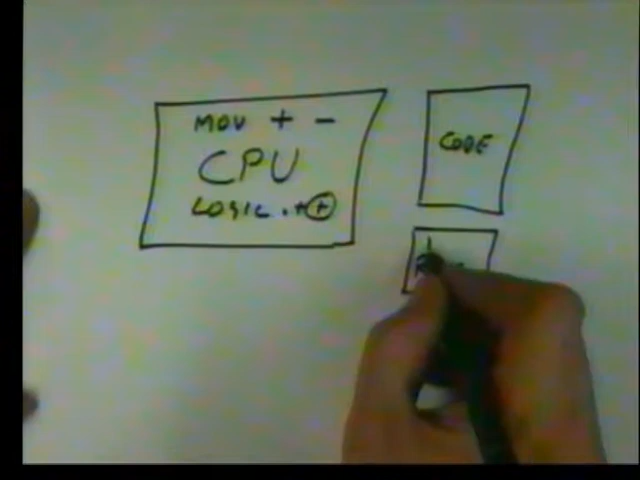 MOV + -
CPU
LOGIC . + ⊕
CODE